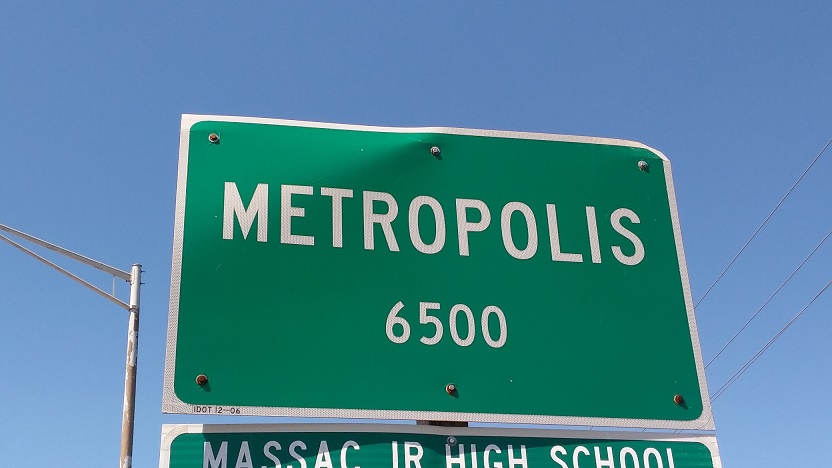 METROPOLIS
6500
IDOT 12-06
MASSAC JR HIGH SCHOOL